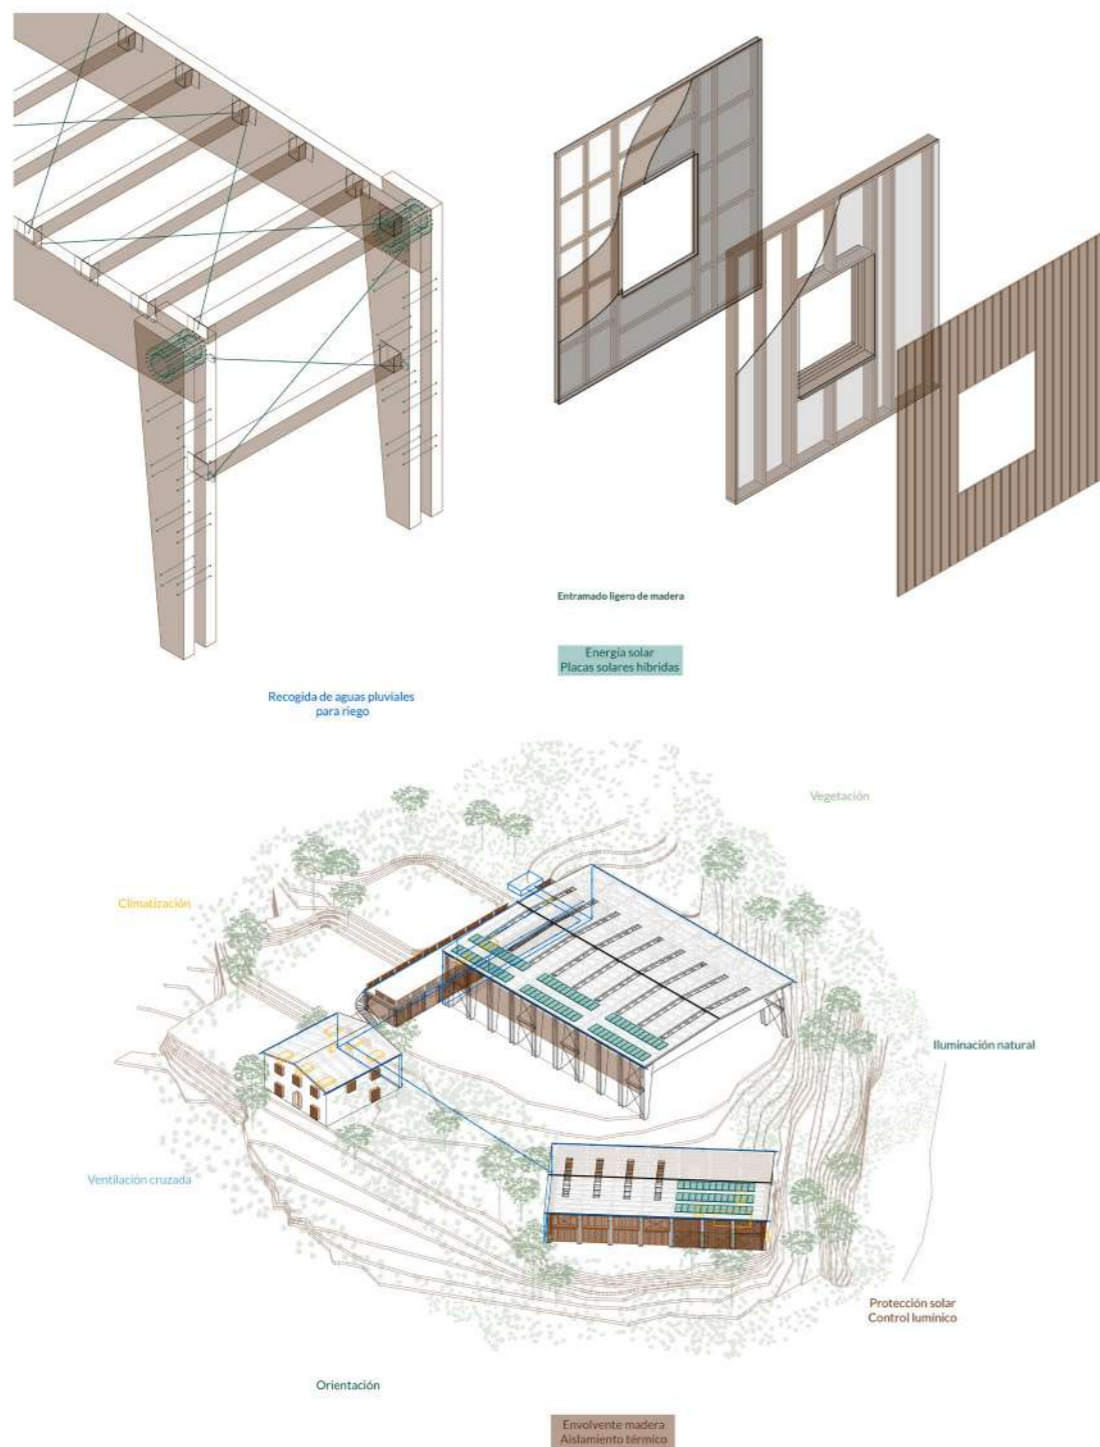 Entramado ligero de madera
Energía solar
Placas solares híbridas
Recogida de aguas pluviales
para riego
Vegetación
Climatización
Iluminación natural
Ventilación cruzada
Protección solar
Control lumínico
Orientación
Envolvente madera
Aislamiento térmico